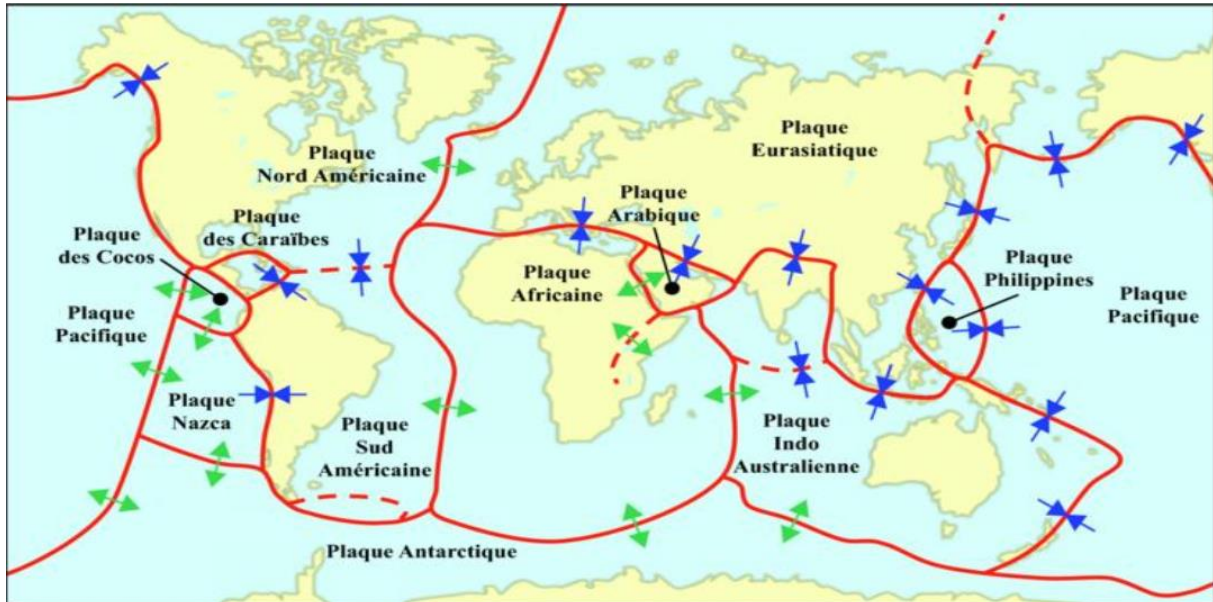 Plaque
Nord Américaine
Plaque
des Caraïbes
Plaque
des Cocos
Plaque
Pacifique
Plaque
Nazca
Plaque
Sud
Américaine
Plaque Antarctique
Plaque
Africaine
Plaque
Arabique
Plaque
Eurasiatique
Plaque
Indo
Australienne
Plaque
Philippines
Plaque
Pacifique